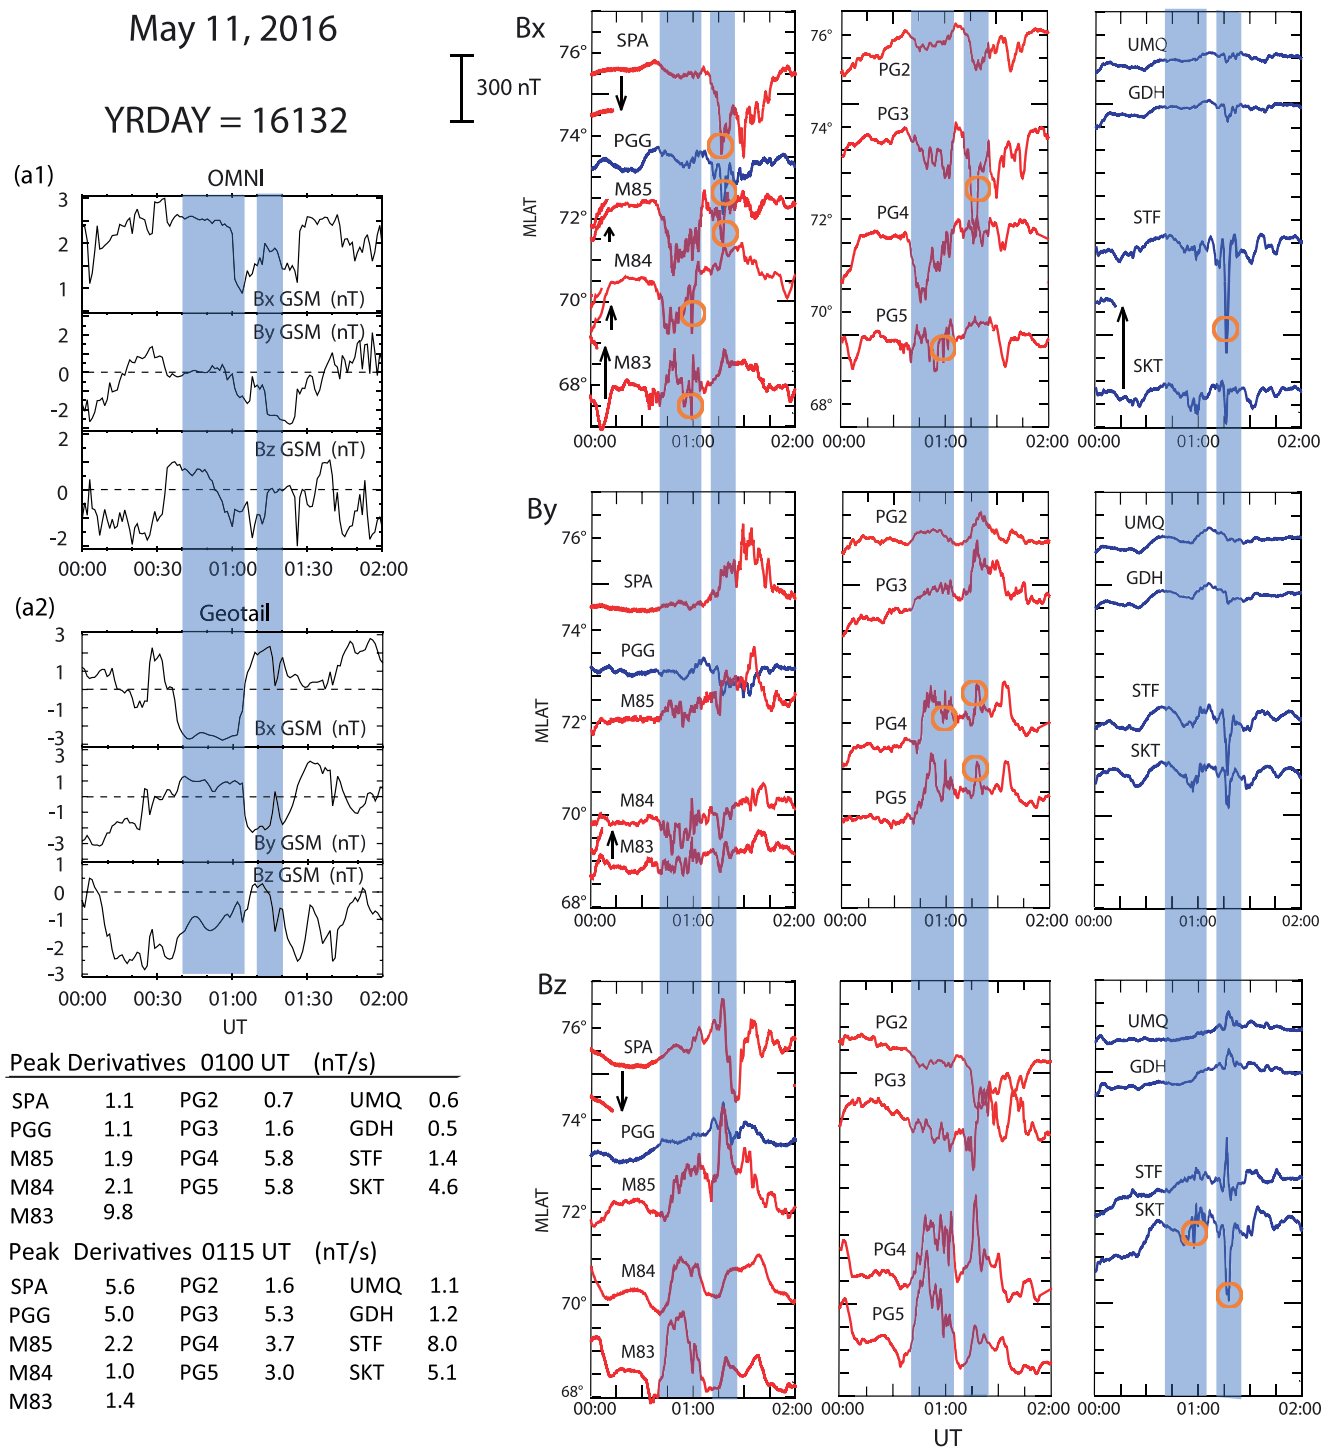 May 11, 2016
YRDAY = 16132
300 nT
(a1)
OMNI
3
2
1
Bx GSM (nT)
2
0
-2
By GSM (nT)
2
0
-2
Bz GSM (nT)
00:00 00:30 01:00 01:30 02:00
(a2)
Geotail
3
1
-1
-3
Bx GSM (nT)
3
1
-1
-3
By GSM (nT)
1
0
-1
-2
-3
Bz GSM (nT)
00:00 00:30 01:00 01:30 02:00
UT
Peak Derivatives 0100 UT (nT/s)
SPA 1.1 PG2 0.7 UMQ 0.6
PGG 1.1 PG3 1.6 GDH 0.5
M85 1.9 PG4 5.8 STF 1.4
M84 2.1 PG5 5.8 SKT 4.6
M83 9.8
Peak Derivatives 0115 UT (nT/s)
SPA 5.6 PG2 1.6 UMQ 1.1
PGG 5.0 PG3 5.3 GDH 1.2
M85 2.2 PG4 3.7 STF 8.0
M84 1.0 PG5 3.0 SKT 5.1
M83 1.4
Bx
MLAT
76°
74°
72°
70°
68°
SPA
PGG
M85
M84
M83
00:00 01:00 02:00
76°
74°
72°
70°
68°
PG2
PG3
PG4
PG5
00:00 01:00 02:00
UMQ
GDH
STF
SKT
00:00 01:00 02:00
By
MLAT
76°
74°
72°
70°
68°
SPA
PGG
M85
M84
M83
00:00 01:00 02:00
PG2
PG3
PG4
PG5
00:00 01:00 02:00
UMQ
GDH
STF
SKT
00:00 01:00 02:00
Bz
MLAT
76°
74°
72°
70°
68°
SPA
PGG
M85
M84
M83
00:00 01:00 02:00
PG2
PG3
PG4
PG5
00:00 01:00 02:00
UMQ
GDH
STF
SKT
00:00 01:00 02:00
UT